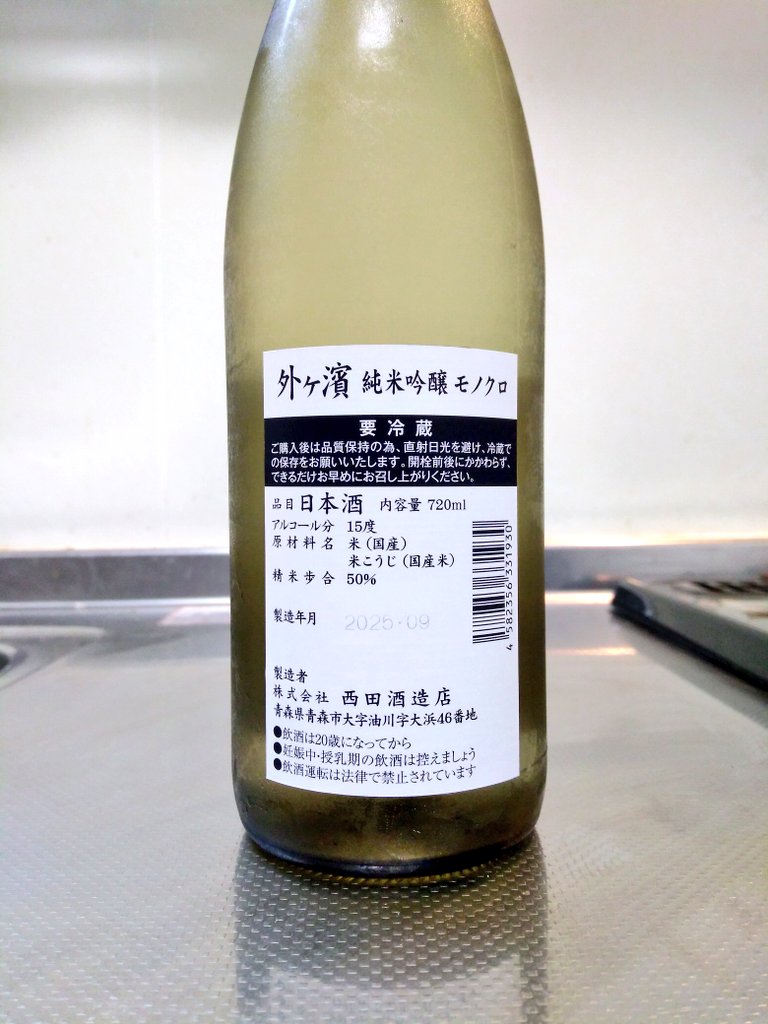 外ヶ濱 純米吟醸 モノクロ
要冷蔵
ご購入後は品質保持の為、直射日光を避け、冷蔵で
の保存をお願いいたします。開栓前後にかかわらず、
できるだけお早めにお召し上がりください。
品目 日本酒 内容量 720ml
アルコール分 15度
原材料名 米（国産）
米こうじ（国産米）
精米歩合 50%
4 582356 331930
製造年月 2025・09
製造者
株式会社 西田酒造店
青森県青森市大字油川字大浜46番地
●飲酒は20歳になってから
●妊娠中・授乳期の飲酒は控えましょう
●飲酒運転は法律で禁止されています